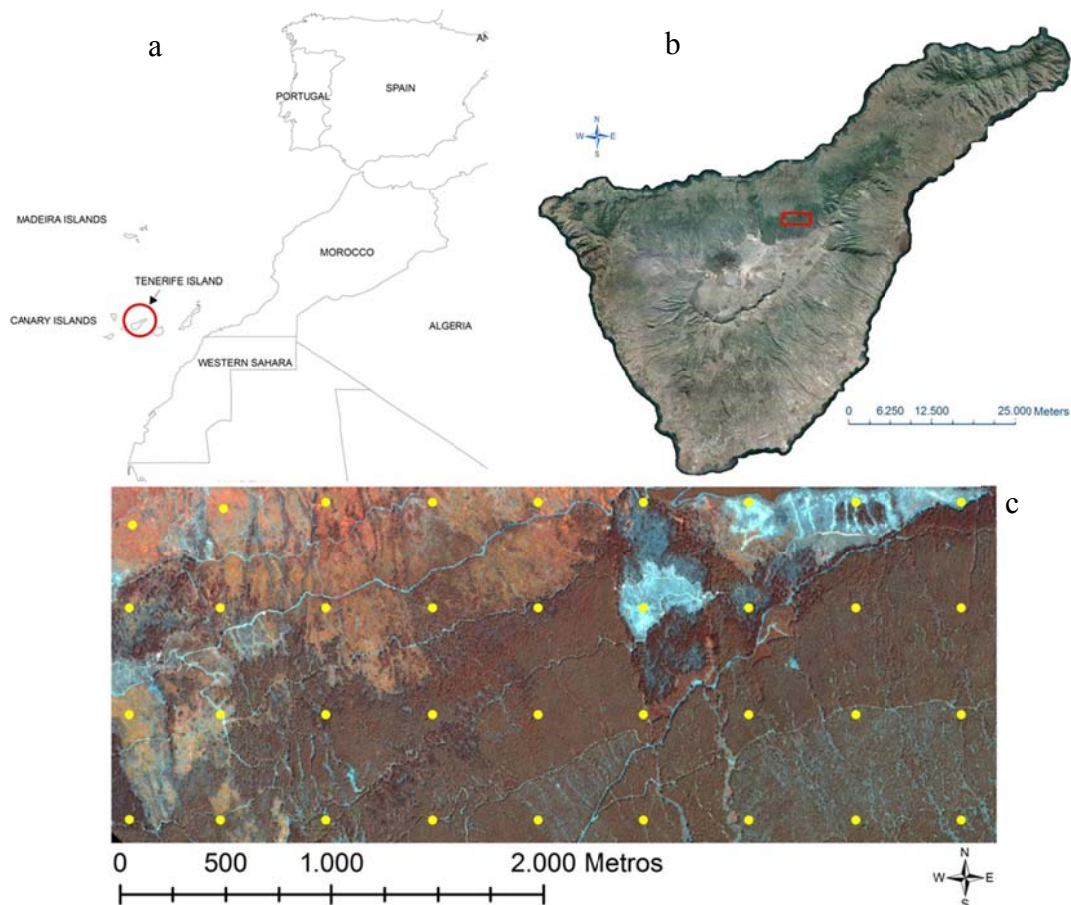 a
AN
PORTUGAL
SPAIN
MADEIRA ISLANDS
MOROCCO
TENERIFE ISLAND
CANARY ISLANDS
ALGERIA
WESTERN SAHARA
b
N
W E
S
0 6.250 12.500 25.000 Meters
c
0 500 1.000 2.000 Metros
N
W E
S